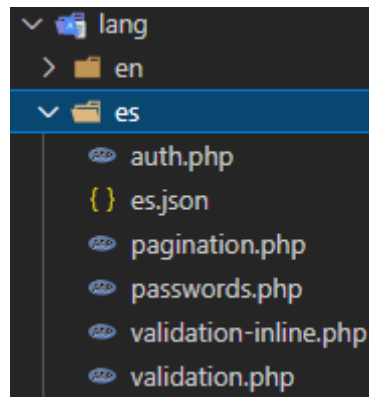 lang
en
es
auth.php
{} es.json
pagination.php
passwords.php
validation-inline.php
validation.php